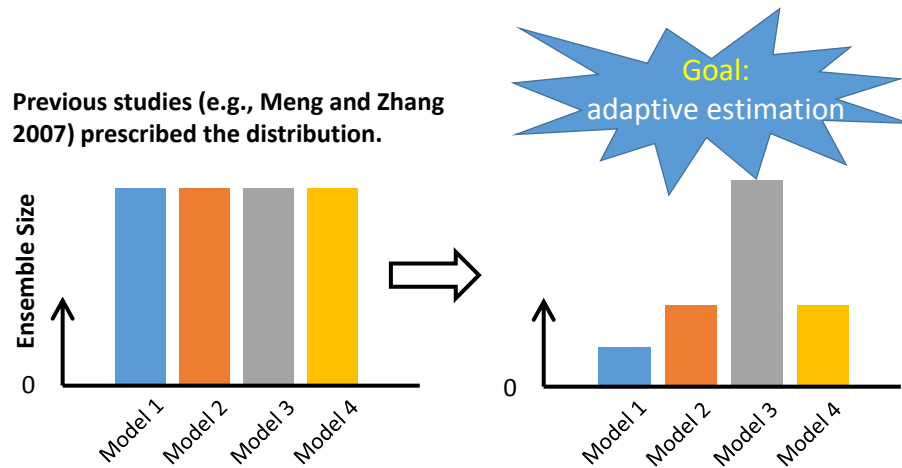 Previous studies (e.g., Meng and Zhang
2007) prescribed the distribution.
Goal:
adaptive estimation
Ensemble Size
0
Model 1
Model 2
Model 3
Model 4
0
Model 1
Model 2
Model 3
Model 4